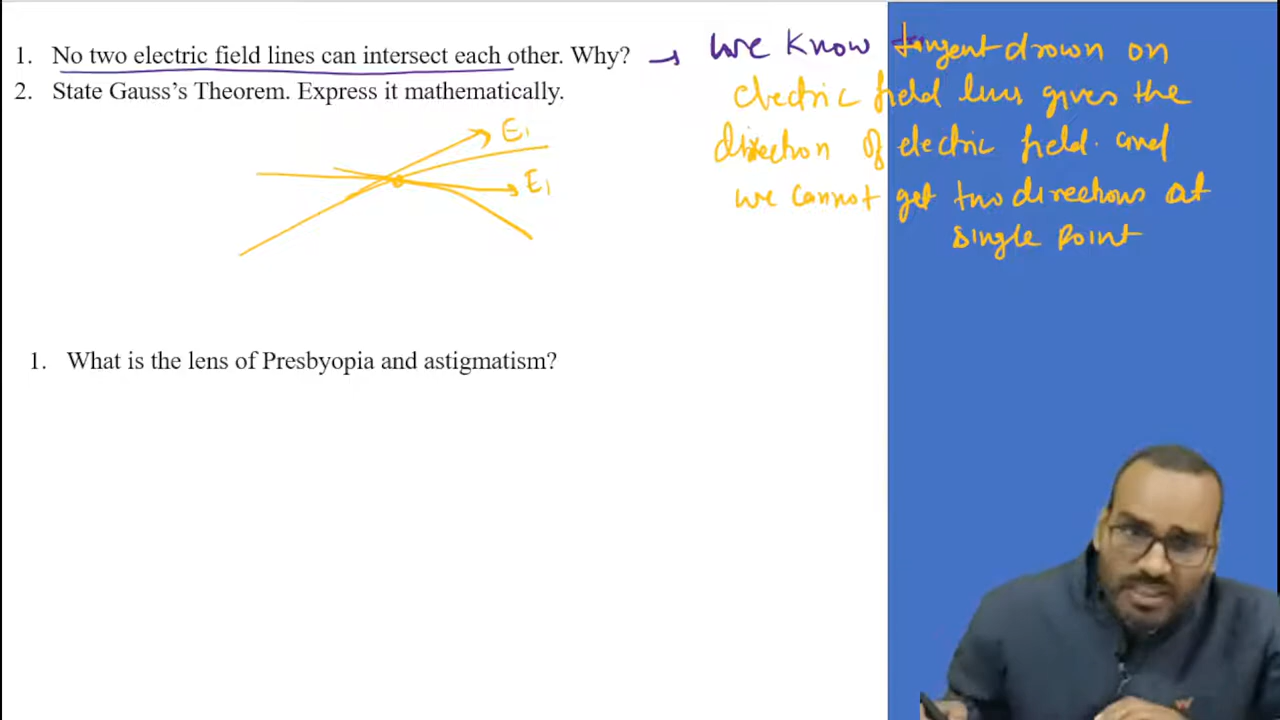 1. No two electric field lines can intersect each other. Why? → We know tangent drown on
electric field lines gives the
direction of electric field. and
we cannot get two directions at
single point
2. State Gauss's Theorem. Express it mathematically.
E₁
E₁
1. What is the lens of Presbyopia and astigmatism?